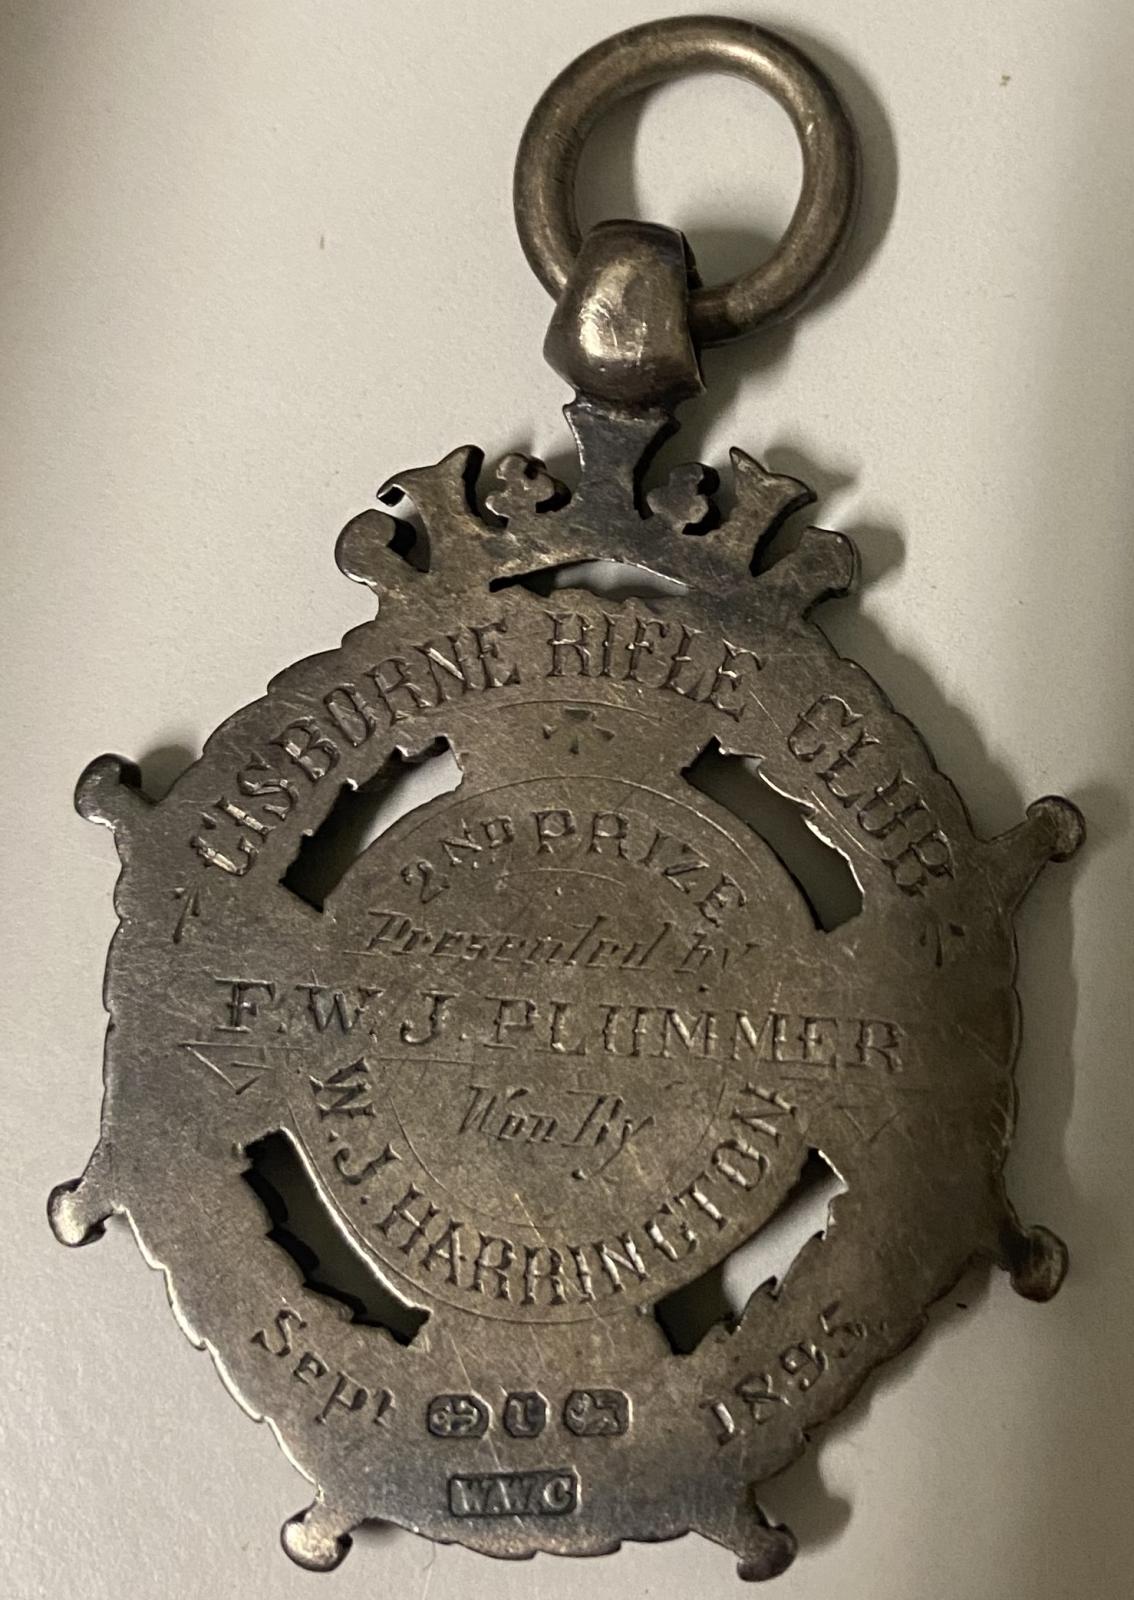 GISBORNE RIFLE CLUB
2ND PRIZE
Presented by
F.W.J. PLUMMER
Won By
W.J. HARRINGTON
Sept 1895
W.W.C